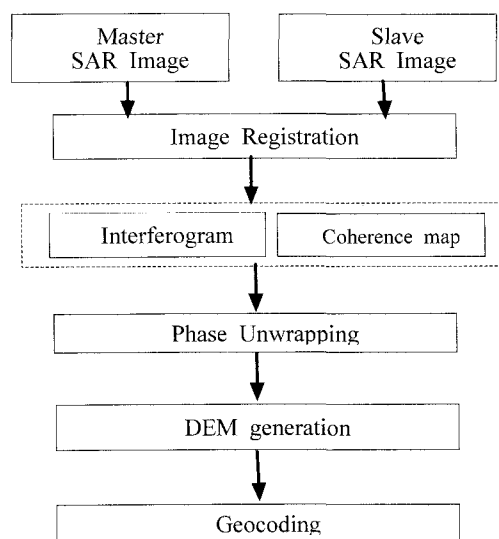 Master
SAR Image
Slave
SAR Image
Image Registration
Interferogram
Coherence map
Phase Unwrapping
DEM generation
Geocoding